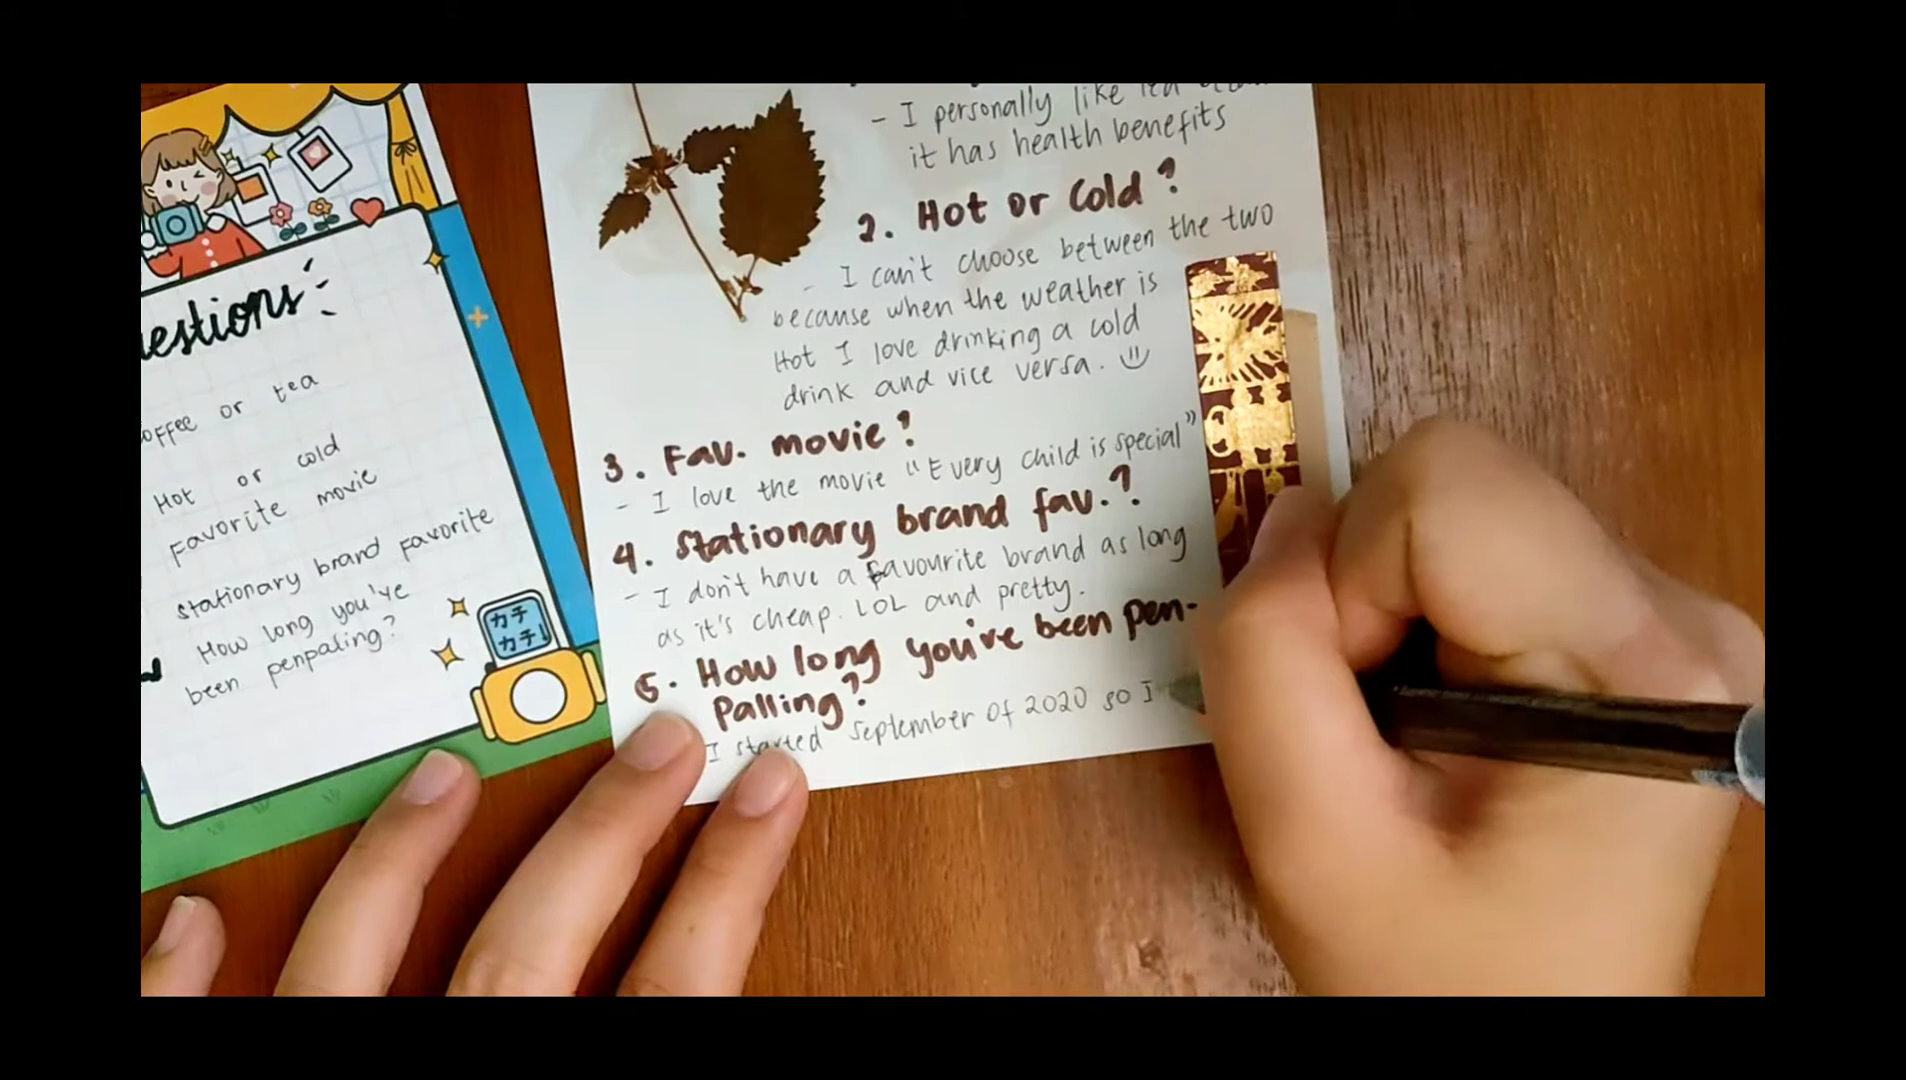 estions
offee or tea
Hot or cold
favorite movie
stationary brand favorite
How long you've
been penpaling?
カチ
カチ!
- I personally like tea
it has health benefits
2. Hot or Cold?
- I can't choose between the two
because when the weather is
Hot I love drinking a cold
drink and vice versa.
3. Fav. movie?
- I love the movie "Every child is special"
4. Stationary brand fav.?
- I don't have a favourite brand as long
as it's cheap. LOL and pretty.
5. How long you've been pen-
Palling?
I started september of 2020 so I